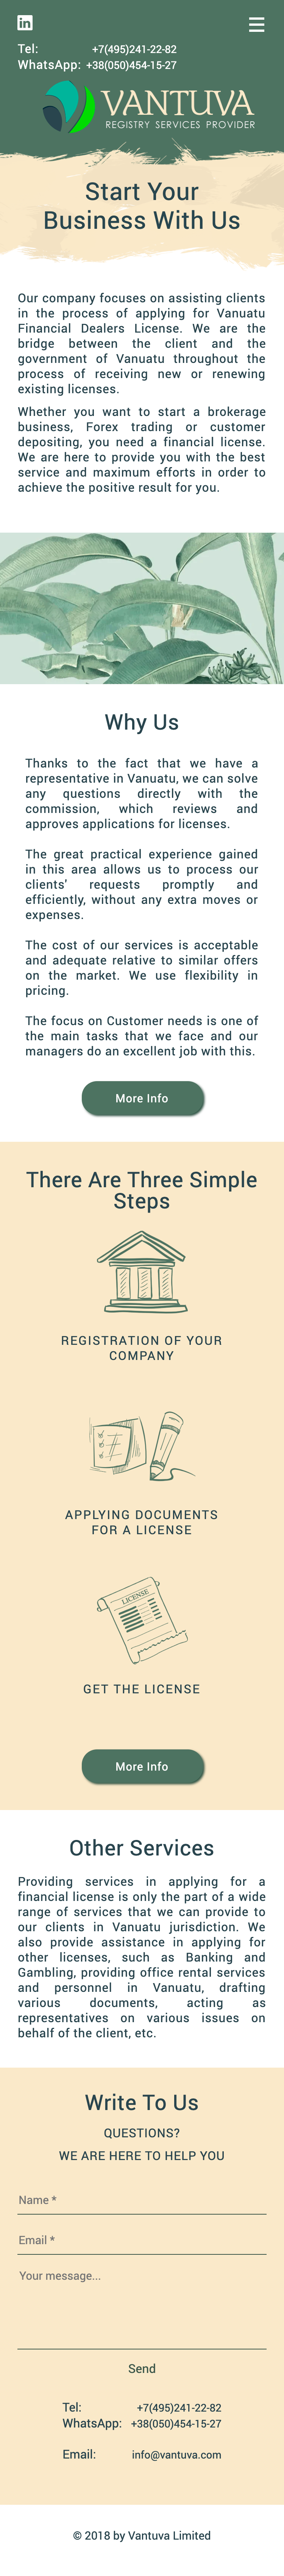 in
Tel: +7(495)241-22-82
WhatsApp: +38(050)454-15-27
VANTUVA
REGISTRY SERVICES PROVIDER
Start Your
Business With Us
Our company focuses on assisting clients
in the process of applying for Vanuatu
Financial Dealers License. We are the
bridge between the client and the
government of Vanuatu throughout the
process of receiving new or renewing
existing licenses.
Whether you want to start a brokerage
business, Forex trading or customer
depositing, you need a financial license.
We are here to provide you with the best
service and maximum efforts in order to
achieve the positive result for you.
Why Us
Thanks to the fact that we have a
representative in Vanuatu, we can solve
any questions directly with the
commission, which reviews and
approves applications for licenses.
The great practical experience gained
in this area allows us to process our
clients' requests promptly and
efficiently, without any extra moves or
expenses.
The cost of our services is acceptable
and adequate relative to similar offers
on the market. We use flexibility in
pricing.
The focus on Customer needs is one of
the main tasks that we face and our
managers do an excellent job with this.
More Info
There Are Three Simple
Steps
REGISTRATION OF YOUR
COMPANY
APPLYING DOCUMENTS
FOR A LICENSE
LICENSE
GET THE LICENSE
More Info
Other Services
Providing services in applying for a
financial license is only the part of a wide
range of services that we can provide to
our clients in Vanuatu jurisdiction. We
also provide assistance in applying for
other licenses, such as Banking and
Gambling, providing office rental services
and personnel in Vanuatu, drafting
various documents, acting as
representatives on various issues on
behalf of the client, etc.
Write To Us
QUESTIONS?
WE ARE HERE TO HELP YOU
Name *
Email *
Your message...
Send
Tel: +7(495)241-22-82
WhatsApp: +38(050)454-15-27
Email: info@vantuva.com
© 2018 by Vantuva Limited